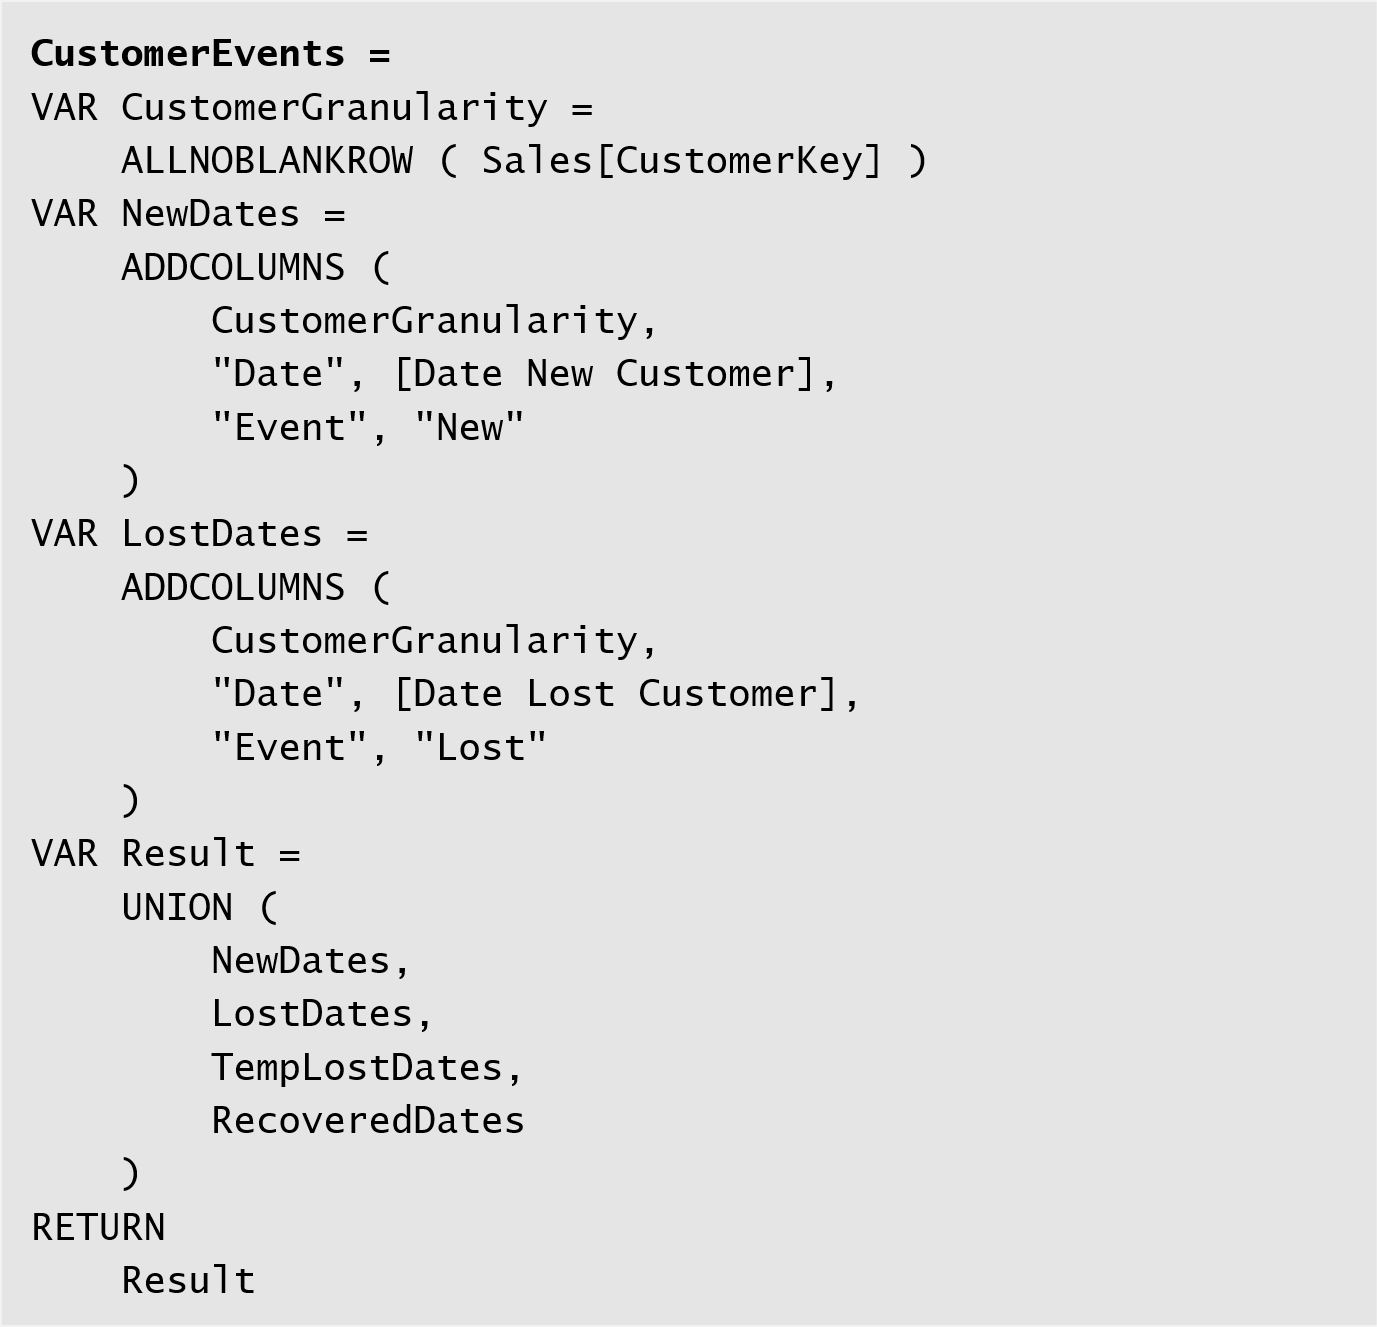 CustomerEvents =
VAR CustomerGranularity =
    ALLNOBLANKROW ( Sales[CustomerKey] )
VAR NewDates =
    ADDCOLUMNS (
        CustomerGranularity,
        "Date", [Date New Customer],
        "Event", "New"
    )
VAR LostDates =
    ADDCOLUMNS (
        CustomerGranularity,
        "Date", [Date Lost Customer],
        "Event", "Lost"
    )
VAR Result =
    UNION (
        NewDates,
        LostDates,
        TempLostDates,
        RecoveredDates
    )
RETURN
    Result